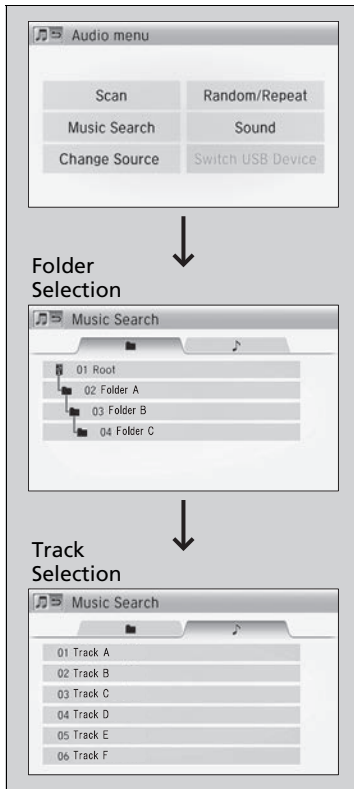 Audio menu
Scan Random/Repeat
Music Search Sound
Change Source Switch USB Device
Folder
Selection
Music Search
01 Root
02 Folder A
03 Folder B
04 Folder C
Track
Selection
Music Search
01 Track A
02 Track B
03 Track C
04 Track D
05 Track E
06 Track F